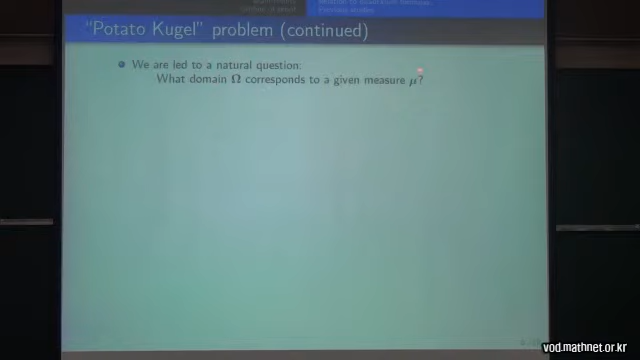 "Potato Kugel" problem (continued)
We are led to a natural question:
What domain Ω corresponds to a given measure μ?
vod.mathnet.or.kr